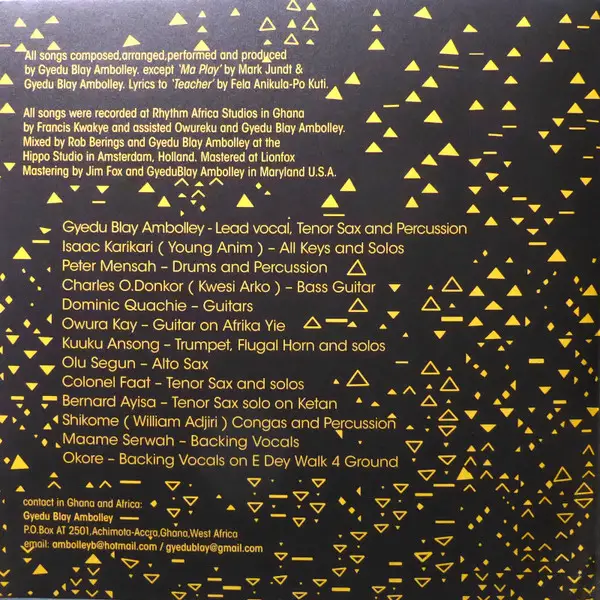 All songs composed,arranged,performed and produced
by Gyedu Blay Ambolley. except 'Ma Play' by Mark Jundt &
Gyedu Blay Ambolley. Lyrics to 'Teacher' by Fela Anikula-Po Kuti.
All songs were recorded at Rhythm Africa Studios in Ghana
by Francis Kwakye and assisted Owureku and Gyedu Blay Ambolley.
Mixed by Rob Berings and Gyedu Blay Ambolley at the
Hippo Studio in Amsterdam, Holland. Mastered at Lionfox
Mastering by Jim Fox and GyeduBlay Ambolley in Maryland U.S.A.
Gyedu Blay Ambolley - Lead vocal, Tenor Sax and Percussion
Isaac Karikari ( Young Anim ) – All Keys and Solos
Peter Mensah – Drums and Percussion
Charles O.Donkor ( Kwesi Arko ) – Bass Guitar
Dominic Quachie – Guitars
Owura Kay – Guitar on Afrika Yie
Kuuku Ansong – Trumpet, Flugal Horn and solos
Olu Segun – Alto Sax
Colonel Faat – Tenor Sax and solos
Bernard Ayisa – Tenor Sax solo on Ketan
Shikome ( William Adjiri ) Congas and Percussion
Maame Serwah – Backing Vocals
Okore – Backing Vocals on E Dey Walk 4 Ground
contact in Ghana and Africa:
Gyedu Blay Ambolley
P.O.Box AT 2501,Achimota-Accra,Ghana,West Africa
email: ambolleyb@hotmail.com / gyedublay@gmail.com